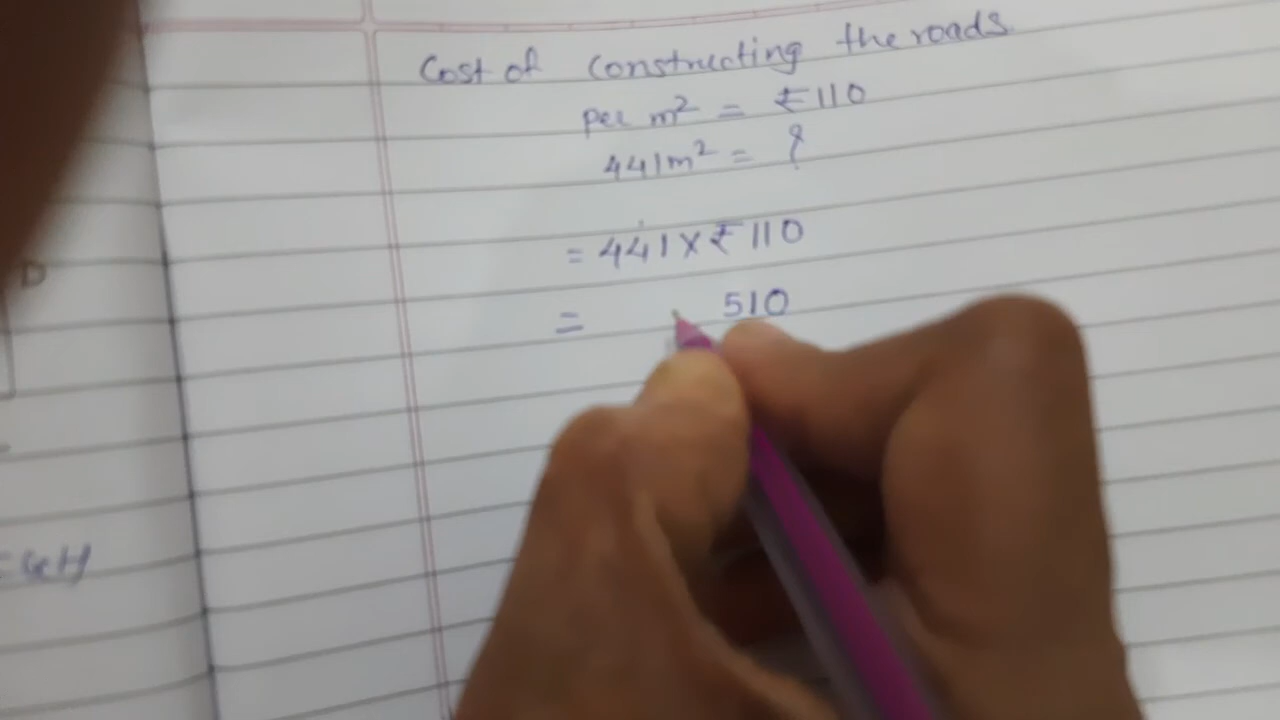 Cost of constructing the roads
per m² = ₹110
441m² = ?
= 441 x ₹110
= 510
D